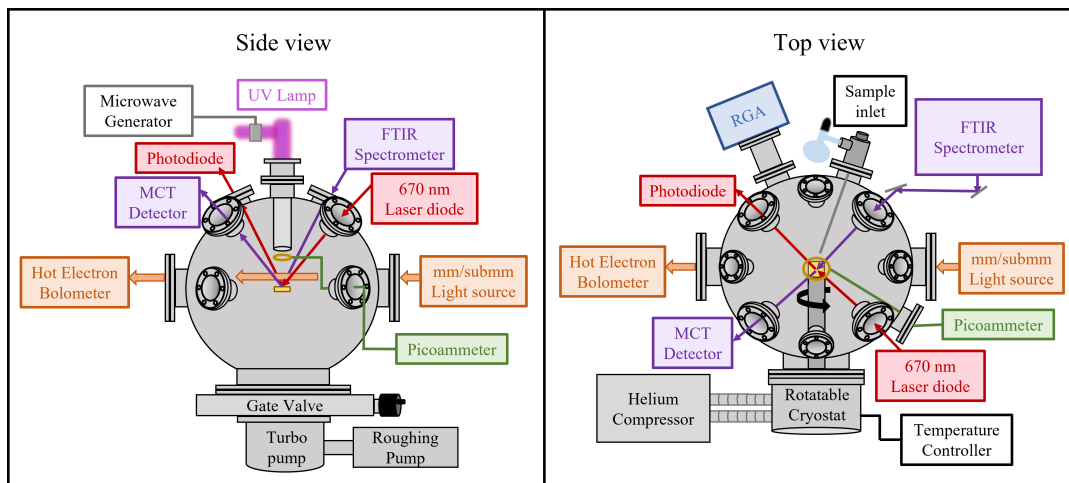 Side view
Microwave
Generator
UV Lamp
Photodiode
FTIR
Spectrometer
MCT
Detector
670 nm
Laser diode
Hot Electron
Bolometer
mm/submm
Light source
Picoammeter
Gate Valve
Turbo
pump
Roughing
Pump
Top view
RGA
Sample
inlet
FTIR
Spectrometer
Photodiode
Hot Electron
Bolometer
mm/submm
Light source
MCT
Detector
Picoammeter
670 nm
Laser diode
Helium
Compressor
Rotatable
Cryostat
Temperature
Controller